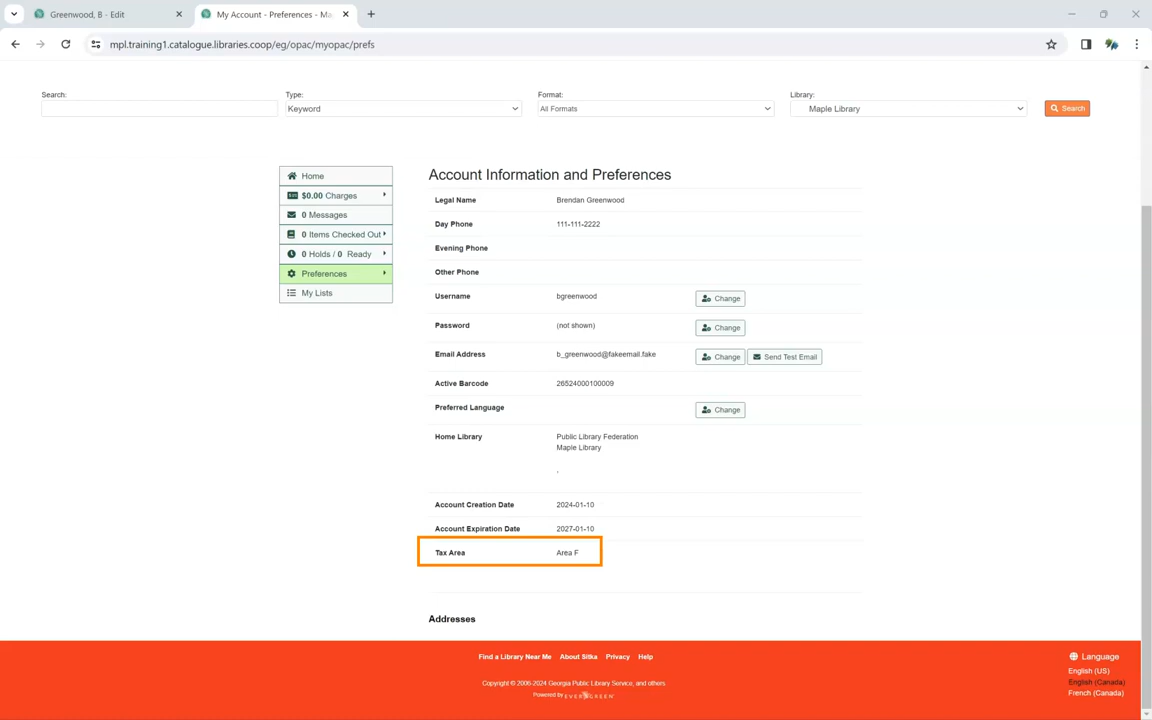 Greenwood, B - Edit
My Account - Preferences - Ma
mpl.training1.catalogue.libraries.coop/eg/opac/myopac/prefs
Search:
Type:
Format:
Library:
Keyword
All Formats
Maple Library
Search
Home
$0.00 Charges
0 Messages
0 Items Checked Out
0 Holds / 0 Ready
Preferences
My Lists
Account Information and Preferences
Legal Name Brendan Greenwood
Day Phone 111-111-2222
Evening Phone
Other Phone
Username bgreenwood Change
Password (not shown) Change
Email Address b_greenwood@fakeemail.fake Change Send Test Email
Active Barcode 26524000100009
Preferred Language Change
Home Library Public Library Federation
Maple Library
,
Account Creation Date 2024-01-10
Account Expiration Date 2027-01-10
Tax Area Area F
Addresses
Find a Library Near Me About Sitka Privacy Help
Copyright © 2006-2024 Georgia Public Library Service, and others
Powered by EVERGREEN
Language
English (US)
English (Canada)
French (Canada)